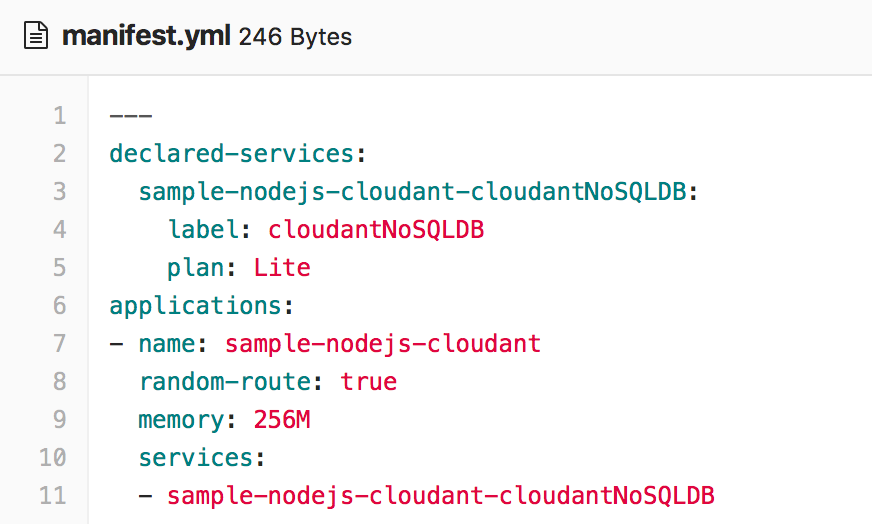 manifest.yml 246 Bytes
1 ---
2 declared-services:
3   sample-nodejs-cloudant-cloudantNoSQLDB:
4     label: cloudantNoSQLDB
5     plan: Lite
6 applications:
7 - name: sample-nodejs-cloudant
8   random-route: true
9   memory: 256M
10   services:
11   - sample-nodejs-cloudant-cloudantNoSQLDB